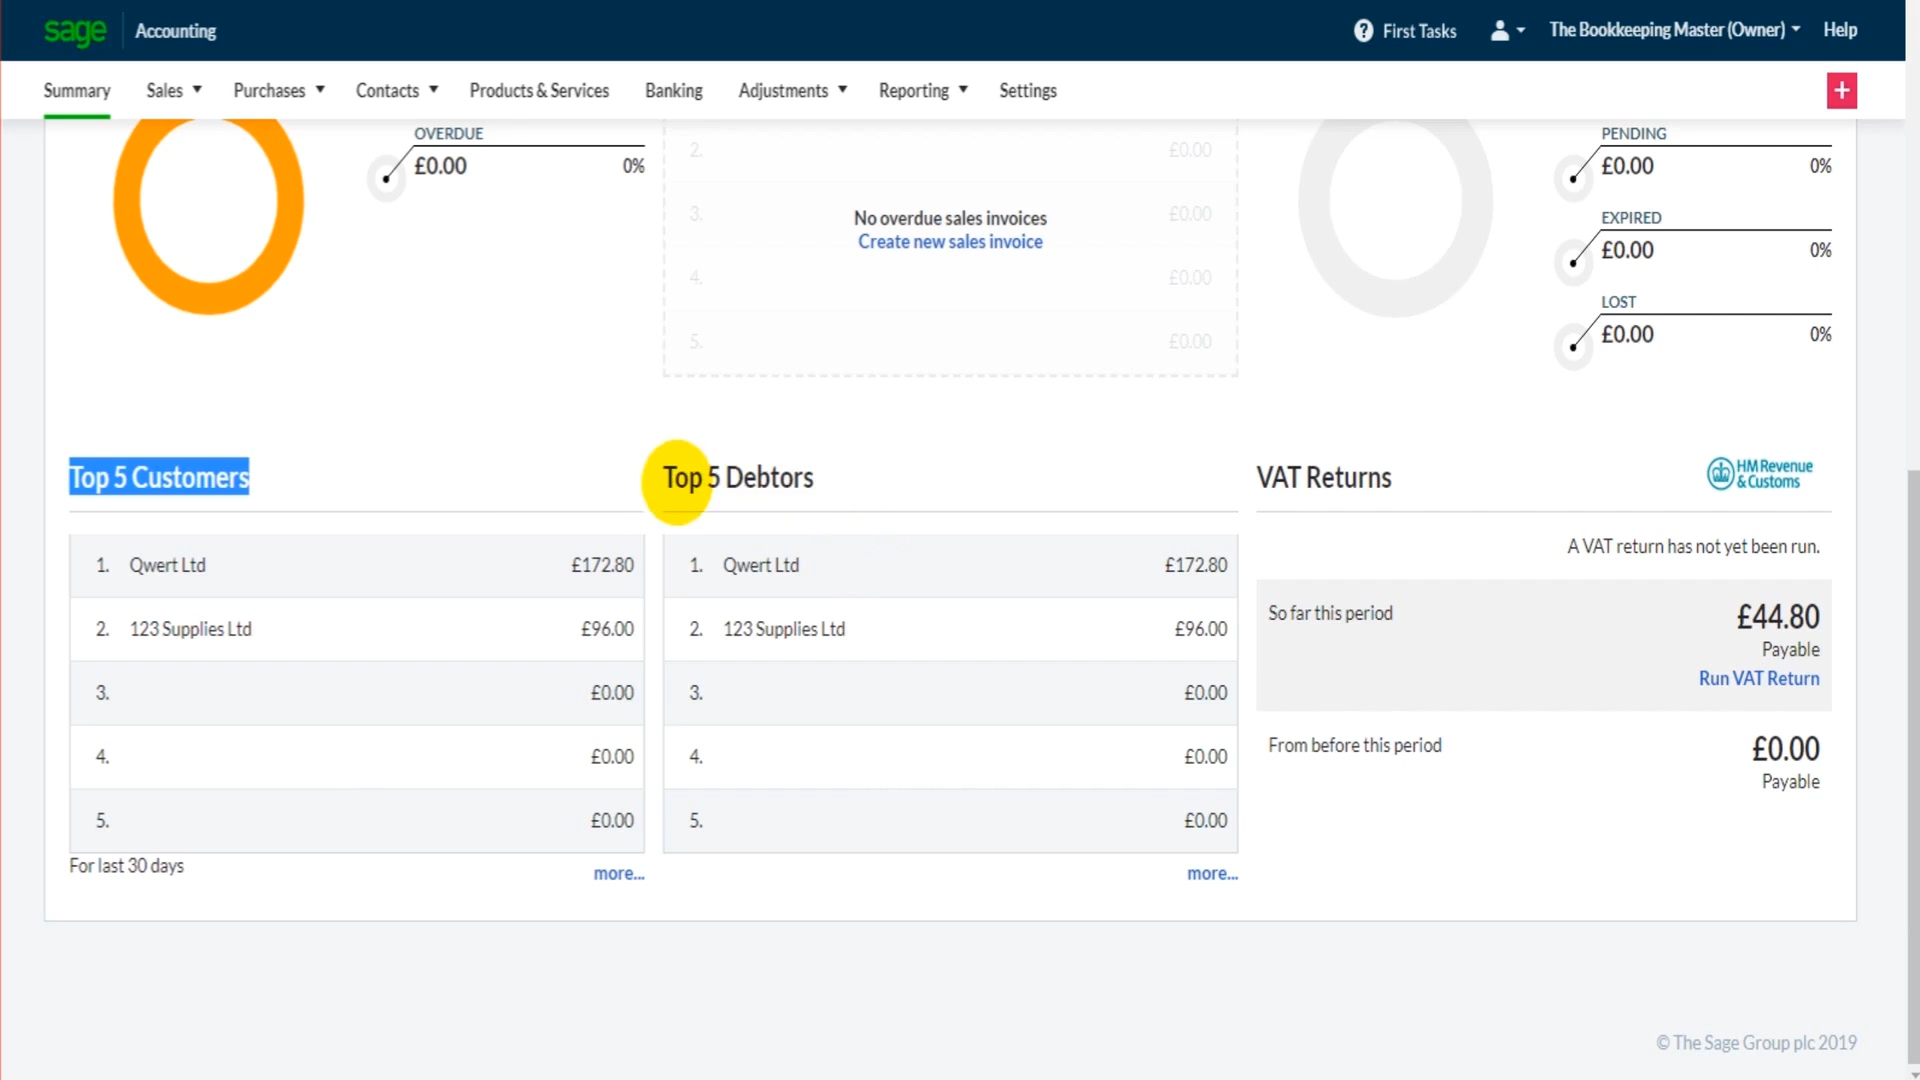 sage Accounting First Tasks The Bookkeeping Master (Owner) Help
Summary Sales Purchases Contacts Products & Services Banking Adjustments Reporting Settings +
OVERDUE
£0.00 0%
2. £0.00
3. £0.00
No overdue sales invoices
Create new sales invoice
4. £0.00
5. £0.00
PENDING
£0.00 0%
EXPIRED
£0.00 0%
LOST
£0.00 0%
Top 5 Customers
1. Qwert Ltd £172.80
2. 123 Supplies Ltd £96.00
3. £0.00
4. £0.00
5. £0.00
For last 30 days
more...
Top 5 Debtors
1. Qwert Ltd £172.80
2. 123 Supplies Ltd £96.00
3. £0.00
4. £0.00
5. £0.00
more...
VAT Returns
HM Revenue
& Customs
A VAT return has not yet been run.
So far this period £44.80
Payable
Run VAT Return
From before this period £0.00
Payable
© The Sage Group plc 2019